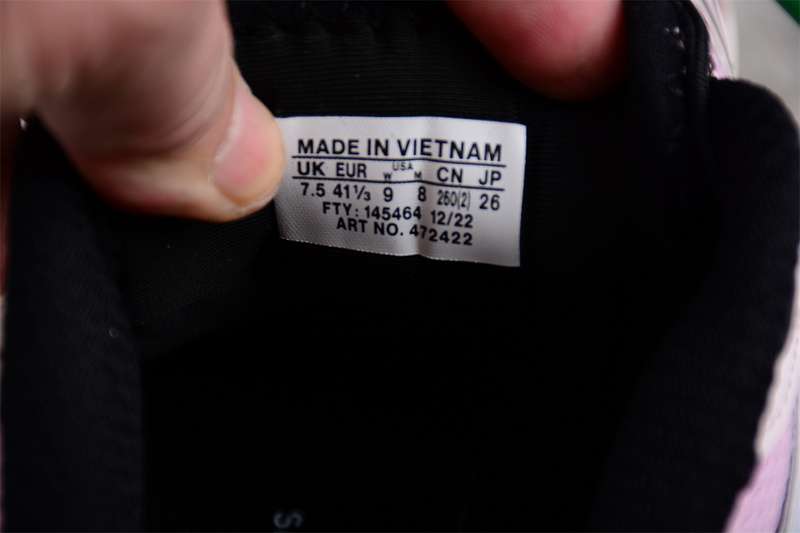 MADE IN VIETNAM
UK EUR W USA M CN JP
7.5 41⅓ 9 8 260(2) 26
FTY: 145464 12/22
ART NO. 472422